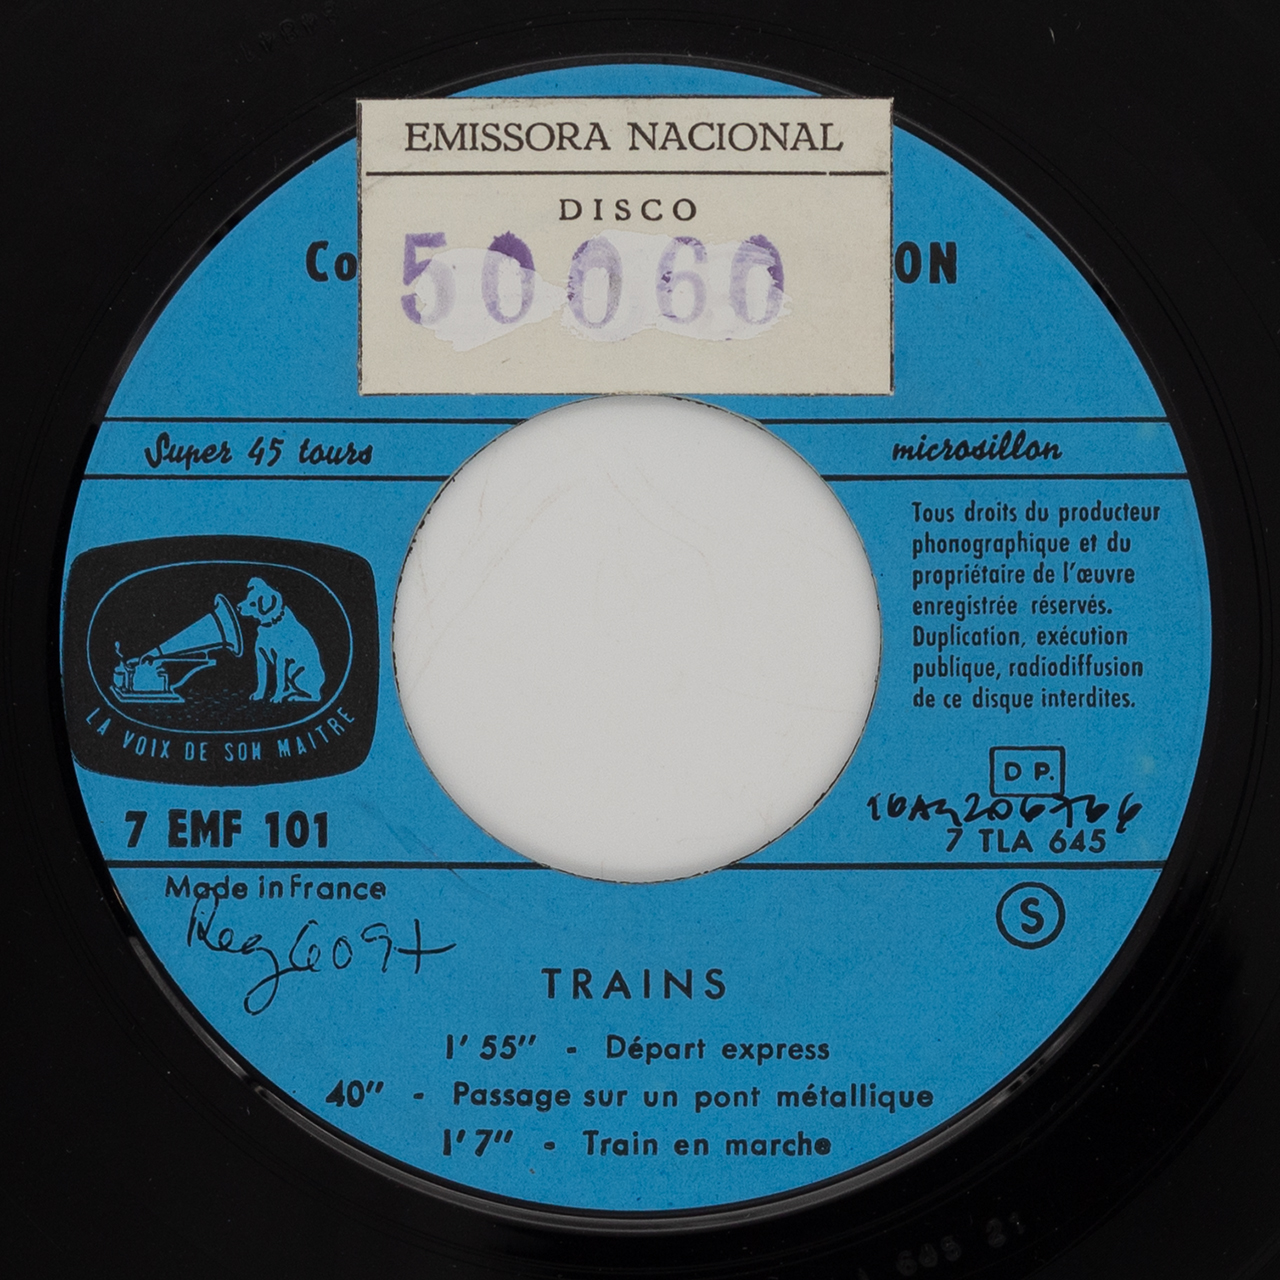 EMISSORA NACIONAL
DISCO
50060
Co ON
Super 45 tours microsillon
Tous droits du producteur
phonographique et du
propriétaire de l'œuvre
enregistrée réservés.
Duplication, exécution
publique, radiodiffusion
de ce disque interdites.
LA VOIX DE SON MAITRE
D P.
7 EMF 101
7 TLA 645
Made in France
S
Reg 609+
TRAINS
1' 55" - Départ express
40" - Passage sur un pont métallique
1' 7" - Train en marche